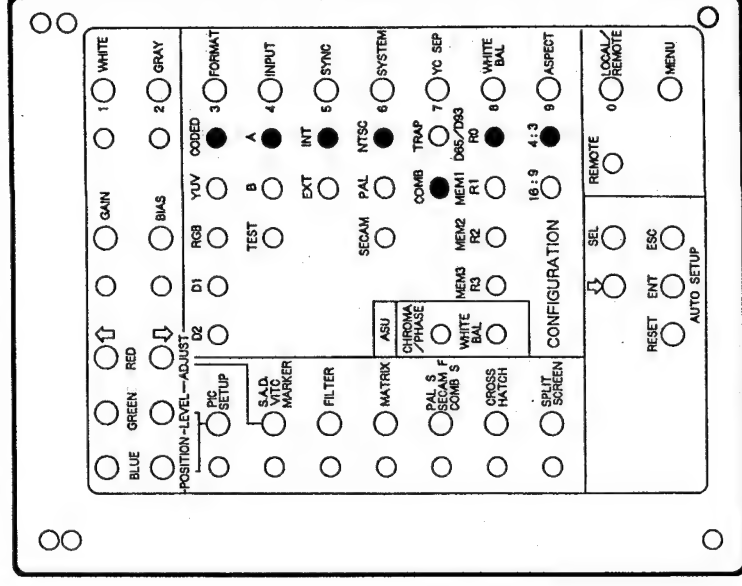 WHITE
GAIN
1
BLUE GREEN RED
GRAY
BIAS
2
-POSITION-LEVEL-ADJUST-
PIC
SETUP
D2 D1 RGB YUV CODED
3 FORMAT
S.A.D.
VITC
MARKER
TEST B A
4 INPUT
FILTER
EXT INT
5 SYNC
MATRIX
ASU
SECAM PAL NTSC
6 SYSTEM
PAL S
SECAM F
COMB S
CHROMA
/PHASE
COMB TRAP
7 YC SEP
CROSS
HATCH
WHITE
BAL
MEM3
R3
MEM2
R2
MEM1
R1
D65/D93
R0
8 WHITE
BAL
SPLIT
SCREEN
CONFIGURATION
16:9 4:3
9 ASPECT
SEL
REMOTE
0 LOCAL/
REMOTE
RESET ENT ESC
AUTO SETUP
MENU